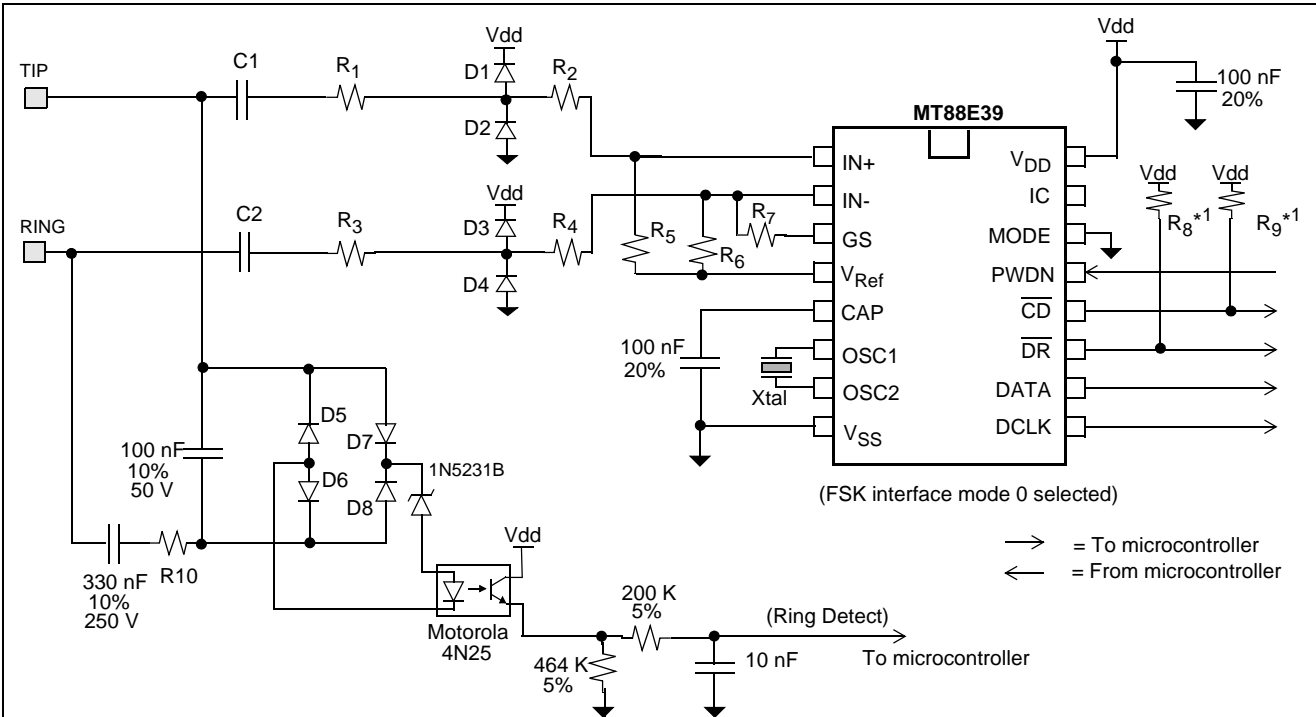 TIP
C1
R1
Vdd
D1
D2
R2
RING
C2
R3
Vdd
D3
D4
R4
R5
R6
R7
MT88E39
IN+
IN-
GS
VRef
CAP
OSC1
OSC2
VSS
VDD
IC
MODE
PWDN
CD
DR
DATA
DCLK
Vdd
100 nF
20%
Vdd
R8*1
Vdd
R9*1
100 nF
20%
Xtal
(FSK interface mode 0 selected)
= To microcontroller
= From microcontroller
100 nF
10%
50 V
D5
D6
D7
D8
1N5231B
330 nF
10%
250 V
R10
Vdd
Motorola
4N25
200 K
5%
464 K
5%
10 nF
(Ring Detect)
To microcontroller